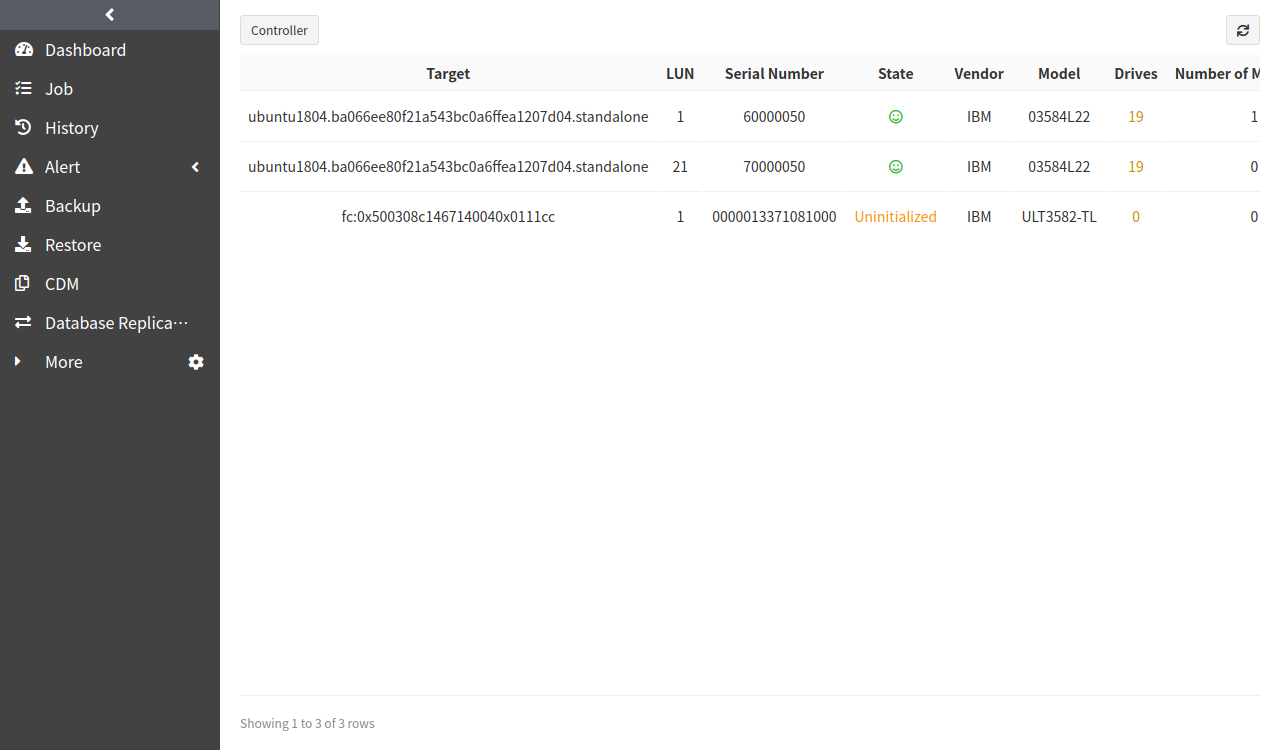 Dashboard
Job
History
Alert
Backup
Restore
CDM
Database Replica···
More
Controller
Target LUN Serial Number State Vendor Model Drives Number of M
ubuntu1804.ba066ee80f21a543bc0a6ffea1207d04.standalone 1 60000050 IBM 03584L22 19 1
ubuntu1804.ba066ee80f21a543bc0a6ffea1207d04.standalone 21 70000050 IBM 03584L22 19 0
fc:0x500308c1467140040x0111cc 1 0000013371081000 Uninitialized IBM ULT3582-TL 0 0
Showing 1 to 3 of 3 rows